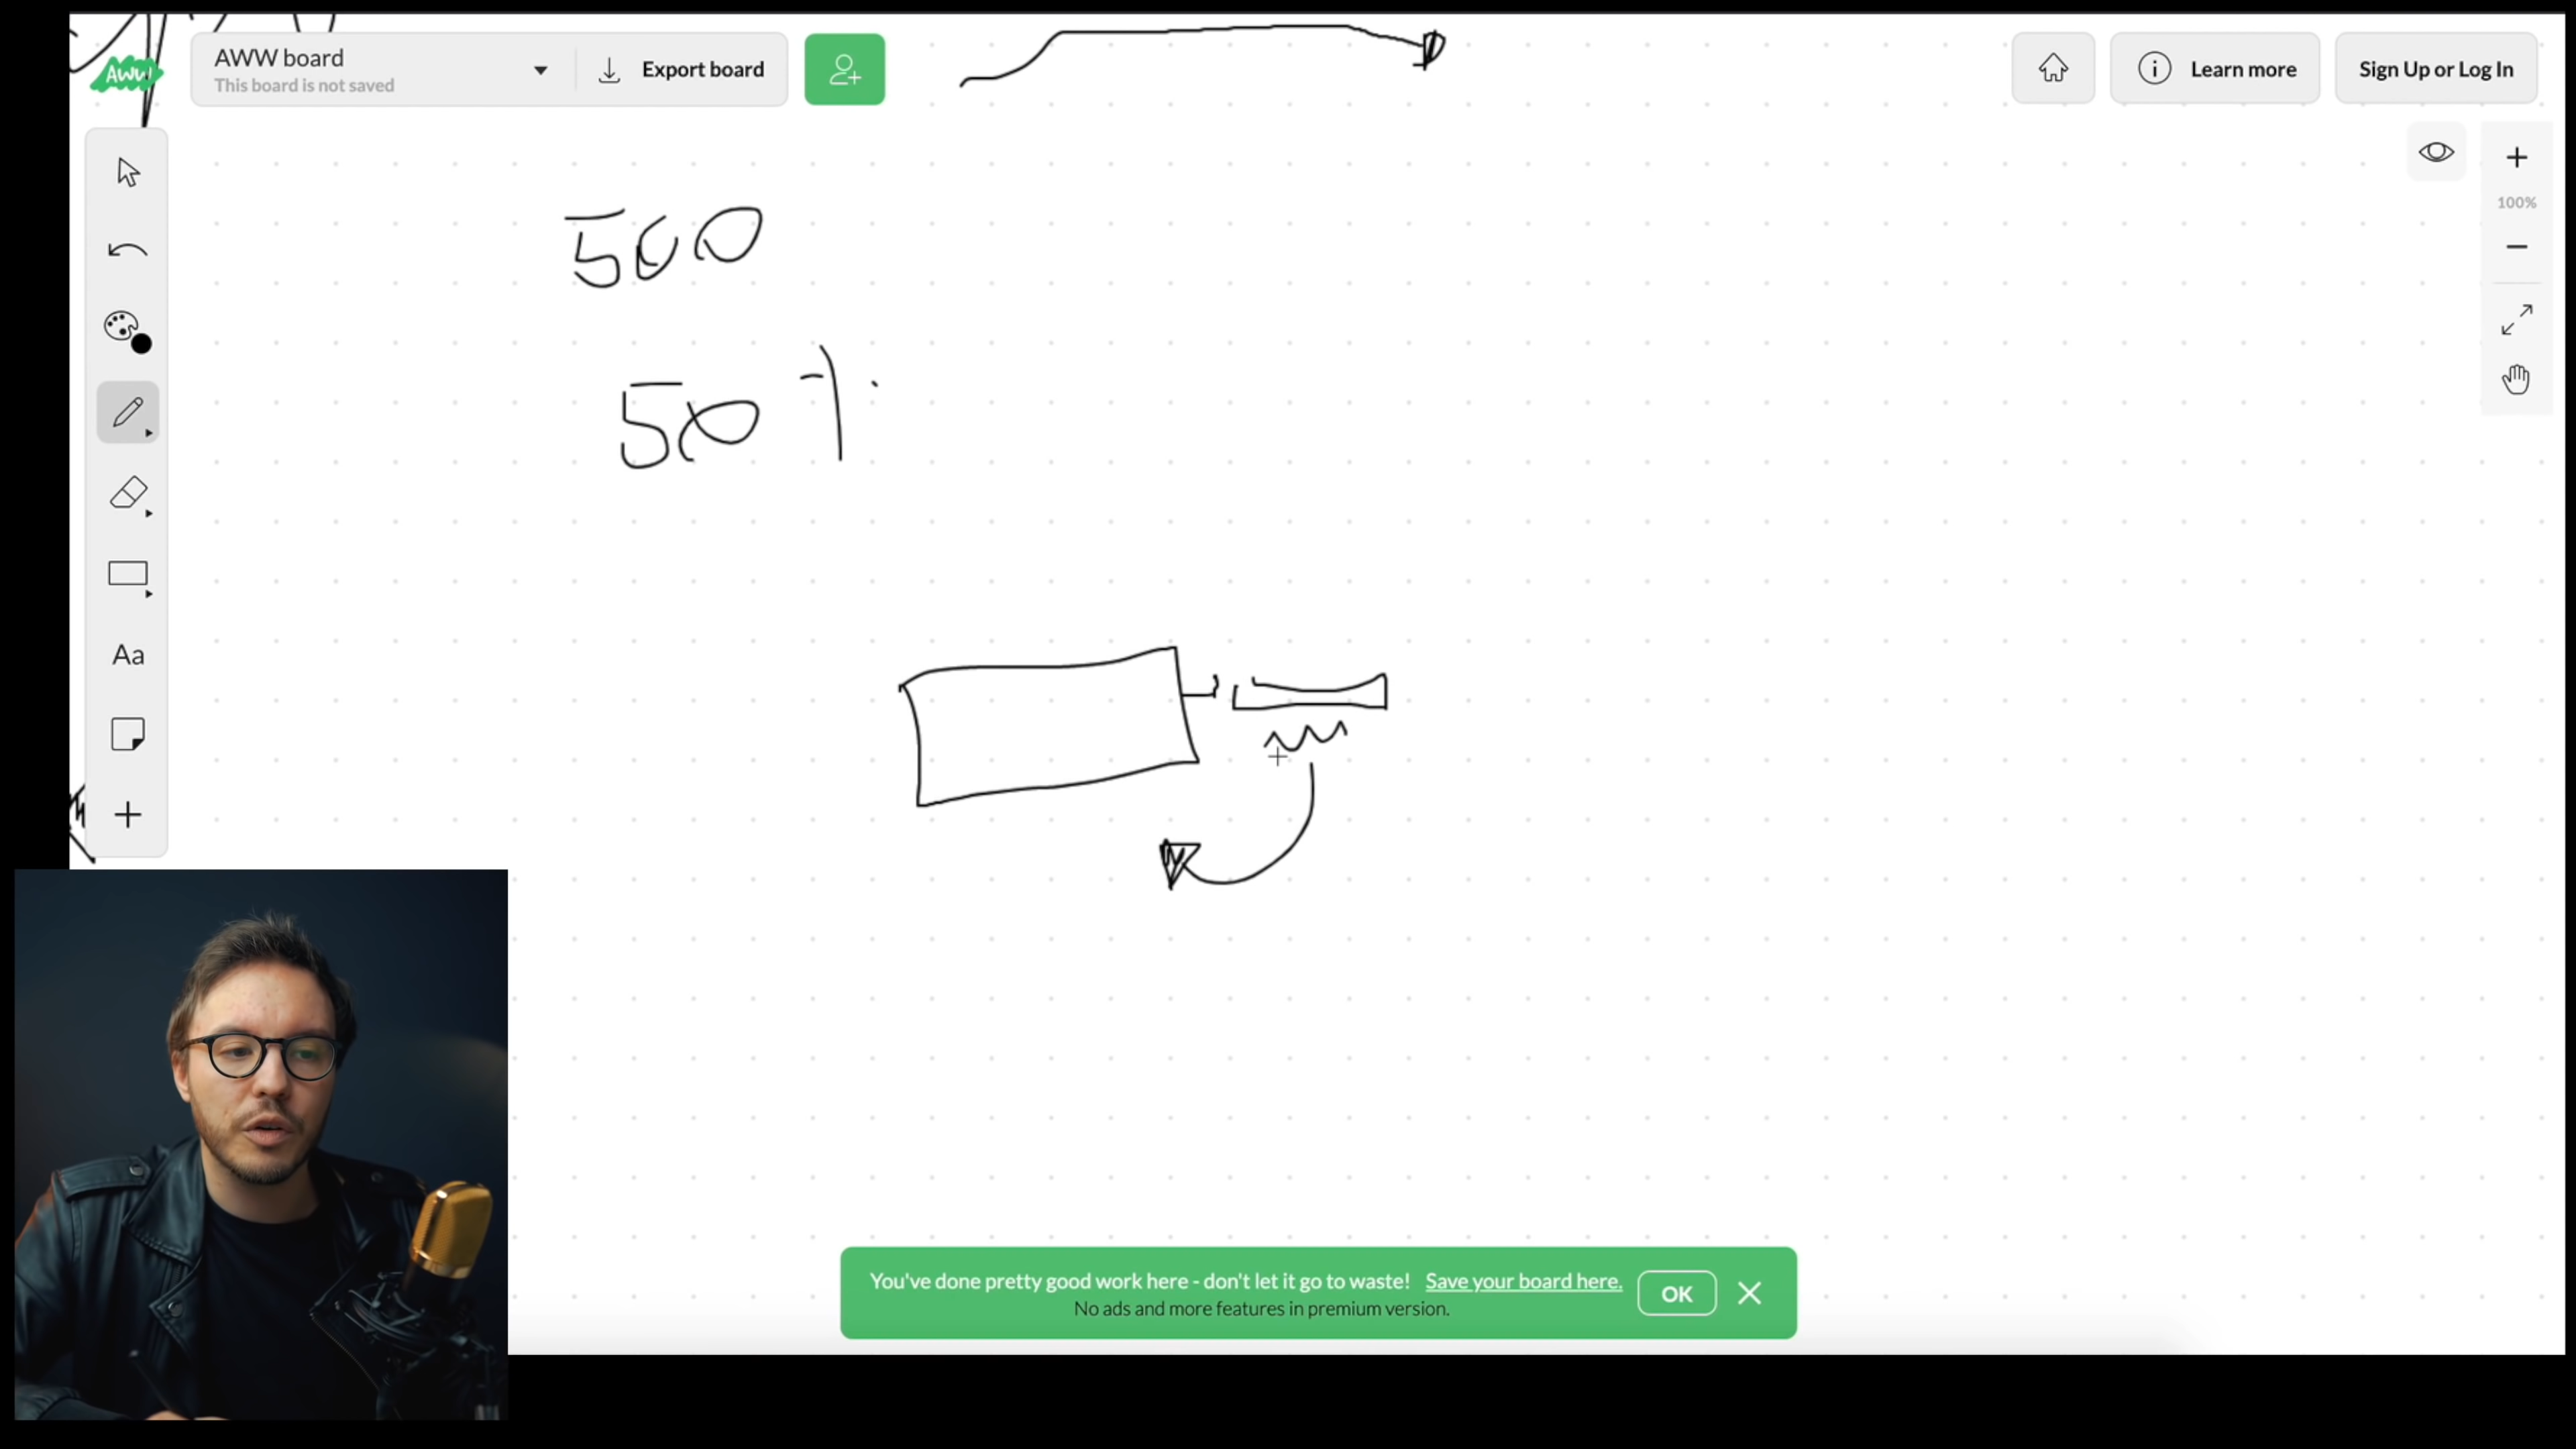 AWW
AWW board
This board is not saved
Export board
Learn more
Sign Up or Log In
100%
500
50
Aa
You've done pretty good work here - don't let it go to waste! Save your board here.
No ads and more features in premium version.
OK